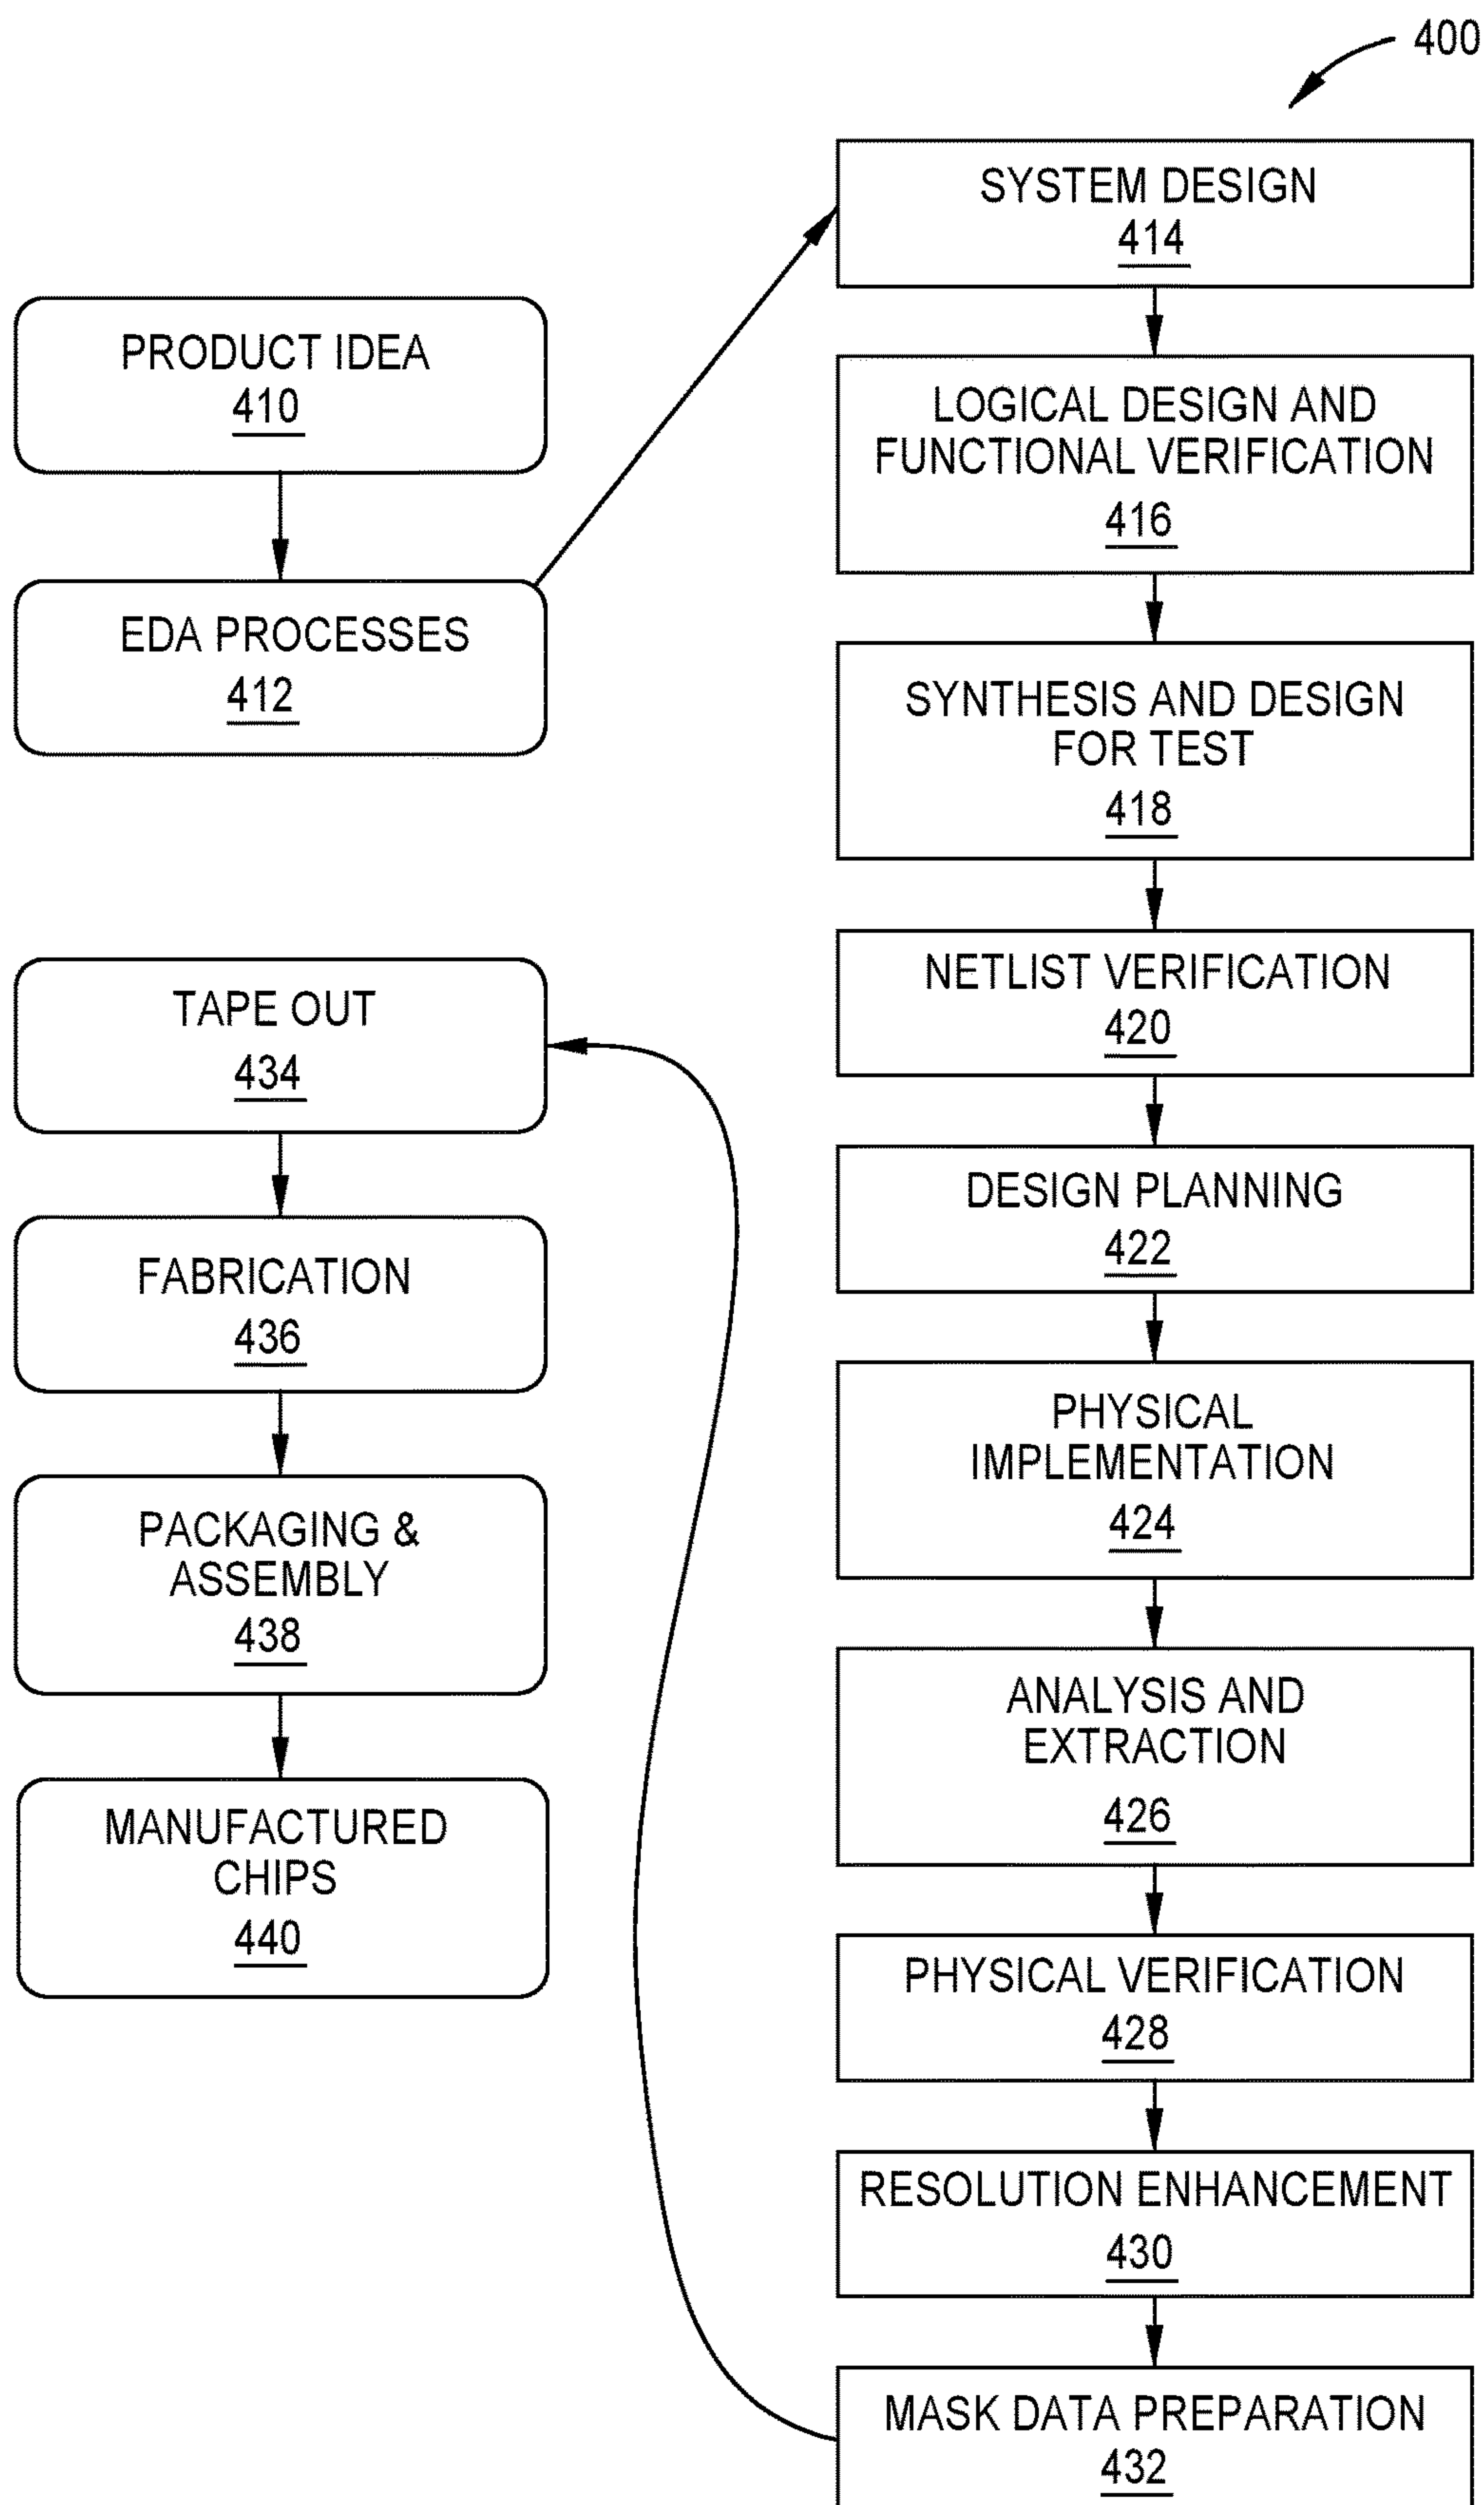 400
PRODUCT IDEA
410
EDA PROCESSES
412
SYSTEM DESIGN
414
LOGICAL DESIGN AND
FUNCTIONAL VERIFICATION
416
SYNTHESIS AND DESIGN
FOR TEST
418
NETLIST VERIFICATION
420
DESIGN PLANNING
422
PHYSICAL
IMPLEMENTATION
424
ANALYSIS AND
EXTRACTION
426
PHYSICAL VERIFICATION
428
RESOLUTION ENHANCEMENT
430
MASK DATA PREPARATION
432
TAPE OUT
434
FABRICATION
436
PACKAGING &
ASSEMBLY
438
MANUFACTURED
CHIPS
440